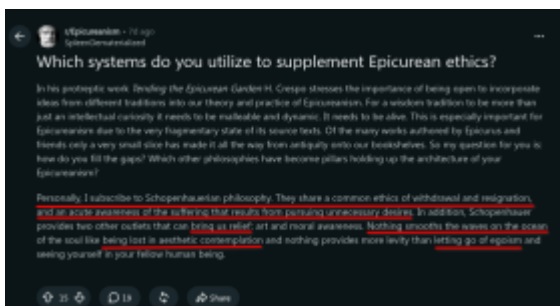 r/Epicureanism • 7d ago
SpleenDematerialized
Which systems do you utilize to supplement Epicurean ethics?
In his protreptic work Tending the Epicurean Garden H. Crespo stresses the importance of being open to incorporate
ideas from different traditions into our theory and practice of Epicureanism. For a wisdom tradition to be more than
just an intellectual curiosity it needs to be malleable and dynamic. It needs to be alive. This is especially important for
Epicureanism due to the very fragmentary state of its source texts. Of the many works authored by Epicurus and
friends only a very small slice has made it all the way from antiquity onto our bookshelves. So my question for you is
how do you fill the gaps? Which other philosophies have become pillars holding up the architecture of your
Epicureanism?
Personally, I subscribe to Schopenhauerian philosophy. They share a common ethics of withdrawal and resignation,
and an acute awareness of the suffering that results from pursuing unnecessary desires. In addition, Schopenhauer
provides two other outlets that can bring us relief: art and moral awareness. Nothing smooths the waves on the ocean
of the soul like being lost in aesthetic contemplation and nothing provides more levity than letting go of egoism and
seeing yourself in your fellow human being.
15 19 Share